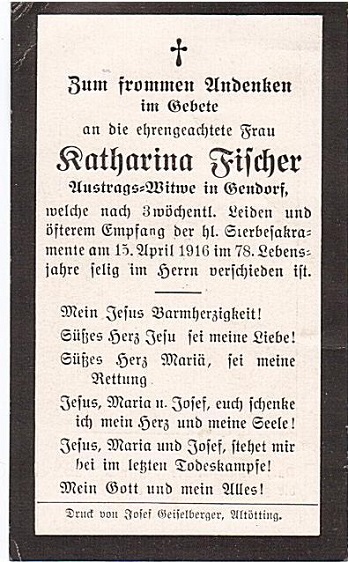 Zum frommen Andenken
im Gebete
an die ehrengeachtete Frau
Katharina Fischer
Austrags=Witwe in Gendorf,
welche nach 3wöchentl. Leiden und
öfterem Empfang der hl. Sterbesakra=
mente am 15. April 1916 im 78. Lebens=
jahre selig im Herrn verschieden ist.
Mein Jesus Barmherzigkeit!
Süßes Herz Jesu sei meine Liebe!
Süßes Herz Mariä, sei meine
Rettung
Jesus, Maria u. Josef, euch schenke
ich mein Herz und meine Seele!
Jesus, Maria und Josef, stehet mir
bei im letzten Todeskampfe!
Mein Gott und mein Alles!
Druck von Josef Geiselberger, Altötting.